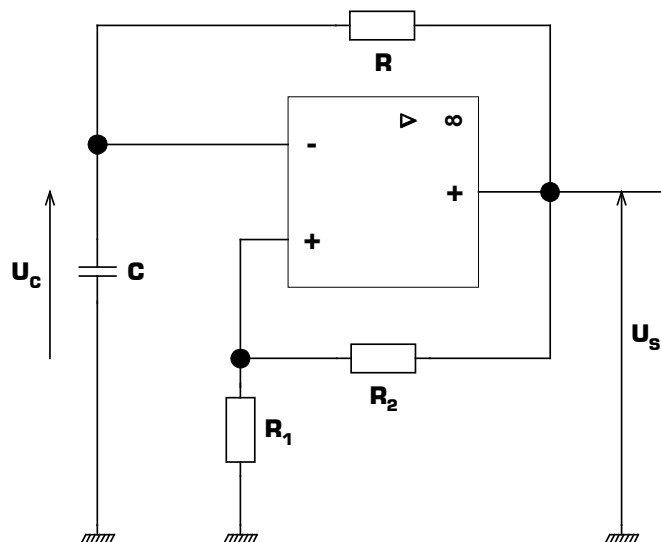 R
▷ ∞
-
+
+
U_C
C
U_S
R_2
R_1